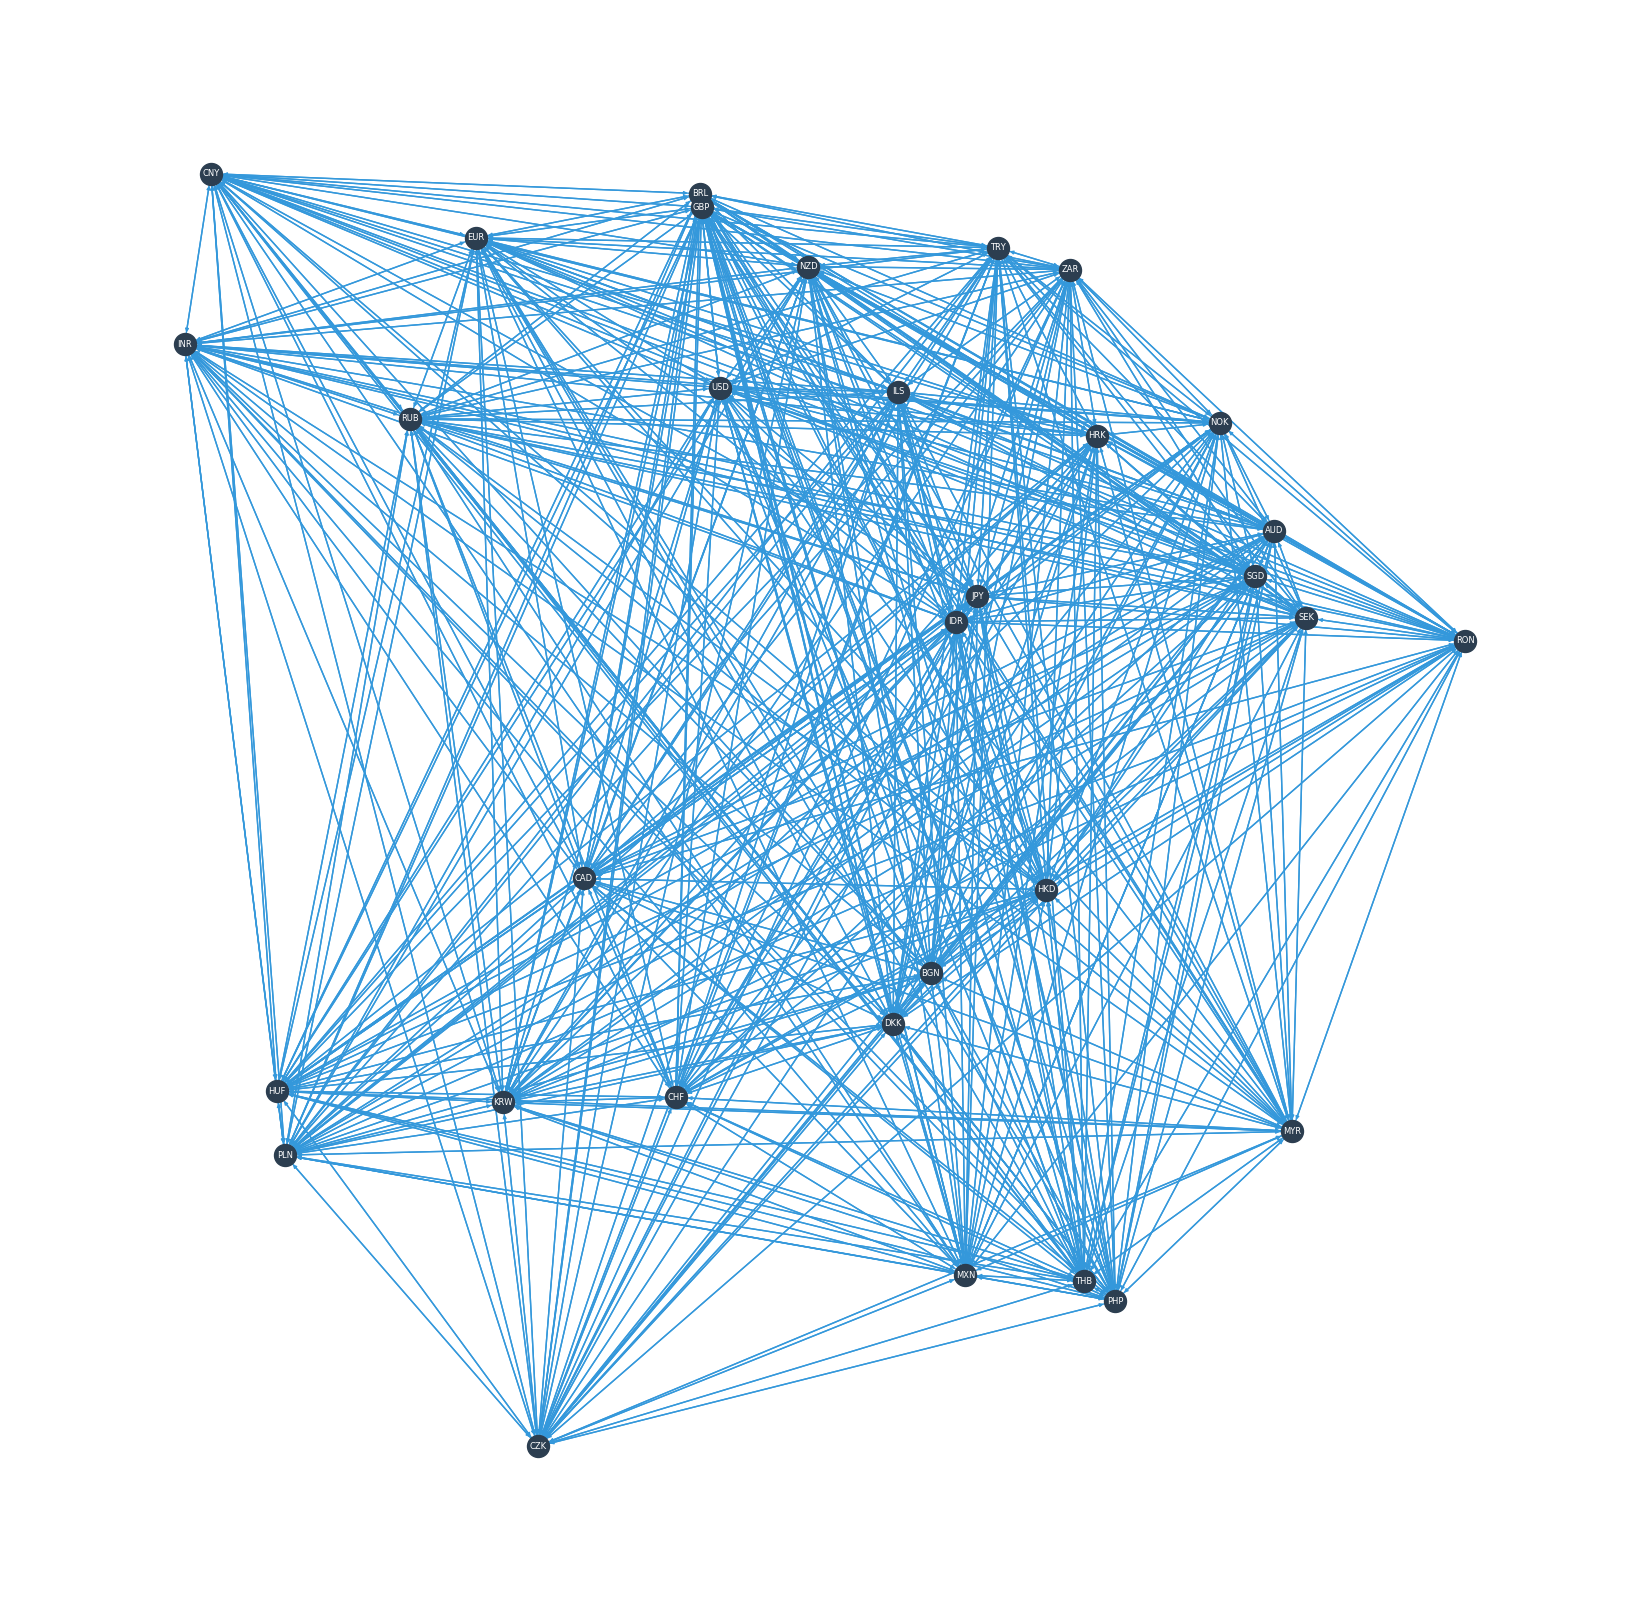 CNY
BRL
GBP
EUR
TRY
NZD
ZAR
INR
USD
ILS
RUB
NOK
HRK
AUD
SGD
JPY
SEK
IDR
RON
CAD
HKD
BGN
DKK
HUF
KRW
CHF
MYR
PLN
MXN
THB
PHP
CZK